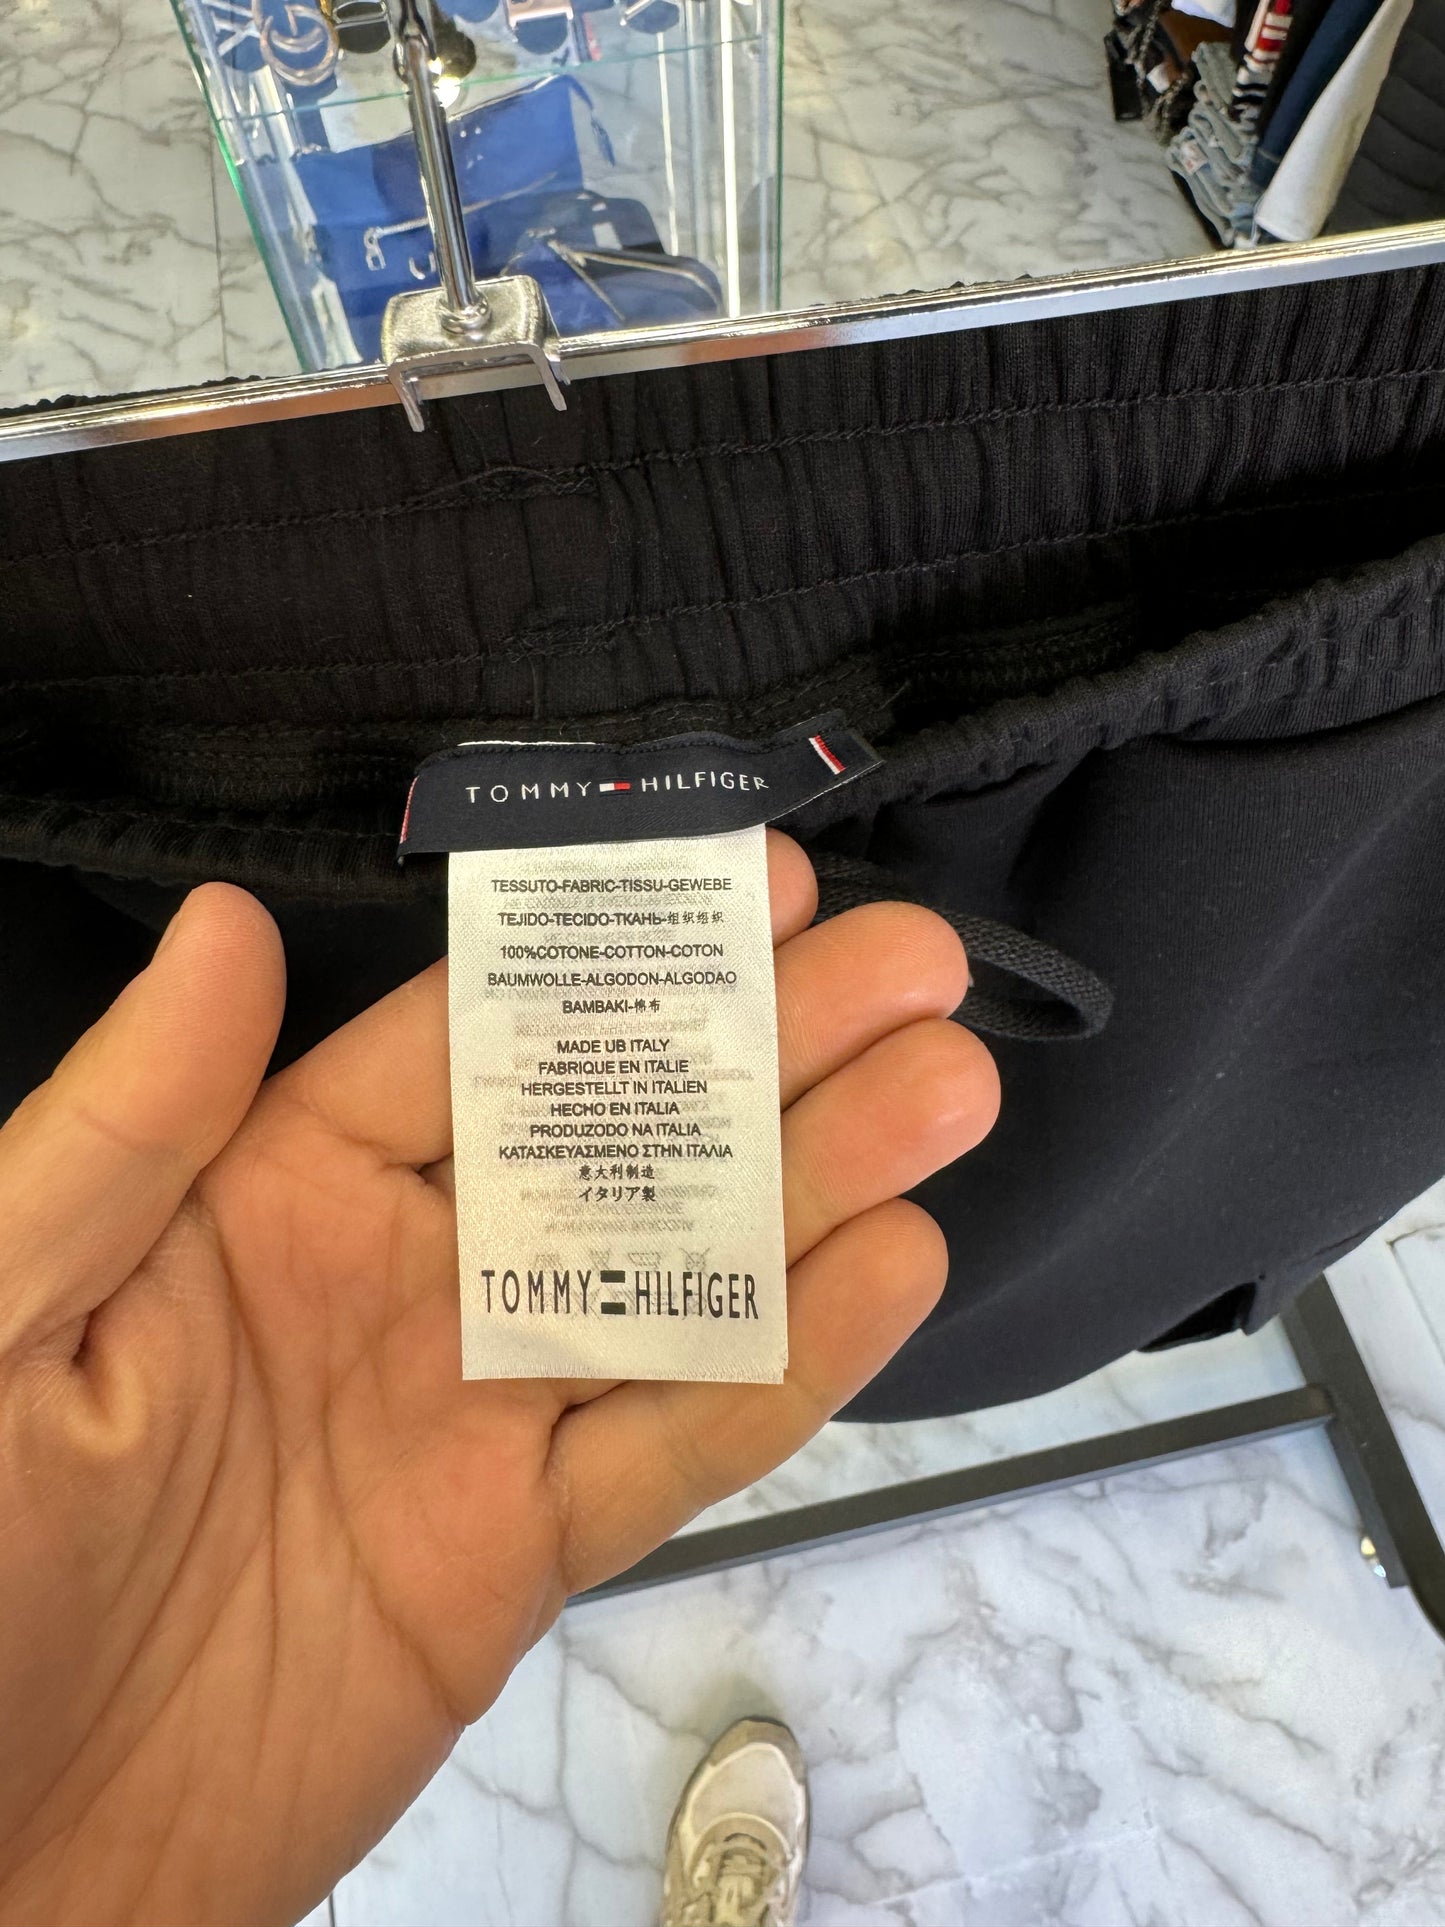 TOMMY HILFIGER
TESSUTO-FABRIC-TISSU-GEWEBE
TEJIDO-TECIDO-ТКАНЬ-组织组织
100%COTONE-COTTON-COTON
BAUMWOLLE-ALGODON-ALGODAO
BAMBAKI-棉布
MADE UB ITALY
FABRIQUE EN ITALIE
HERGESTELLT IN ITALIEN
HECHO EN ITALIA
PRODUZODO NA ITALIA
ΚΑΤΑΣΚΕΥΑΣΜΕΝΟ ΣΤΗΝ ΙΤΑΛΙΑ
意大利制造
イタリア製
TOMMY HILFIGER